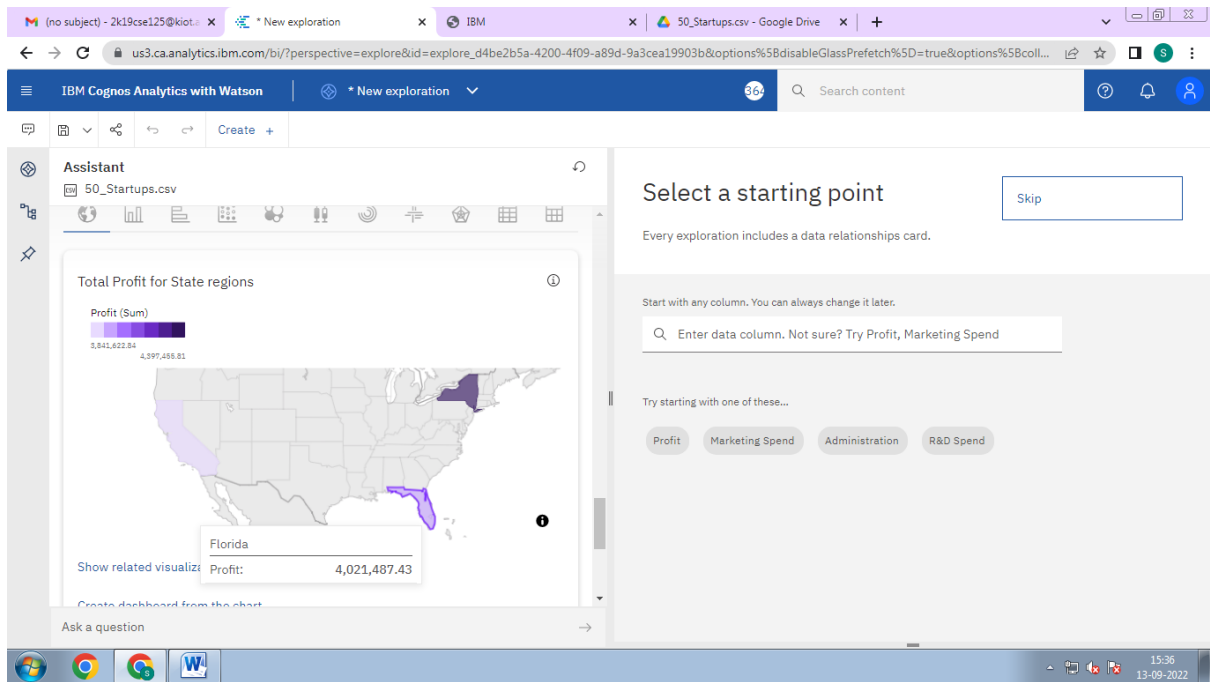 (no subject) - 2k19cse125@kiot.a
* New exploration
IBM
50_Startups.csv - Google Drive
us3.ca.analytics.ibm.com/bi/?perspective=explore&id=explore_d4be2b5a-4200-4f09-a89d-9a3cea19903b&options%5BdisableGlassPrefetch%5D=true&options%5Bcoll...
S
IBM Cognos Analytics with Watson
* New exploration
364
Search content
Create +
Assistant
CSV 50_Startups.csv
Select a starting point
Skip
Every exploration includes a data relationships card.
Total Profit for State regions
Profit (Sum)
3,841,622.84
4,397,455.81
Start with any column. You can always change it later.
Enter data column. Not sure? Try Profit, Marketing Spend
Try starting with one of these...
Profit
Marketing Spend
Administration
R&D Spend
Florida
Profit: 4,021,487.43
Show related visualiza
Create dashboard from the chart
Ask a question
15:36
13-09-2022